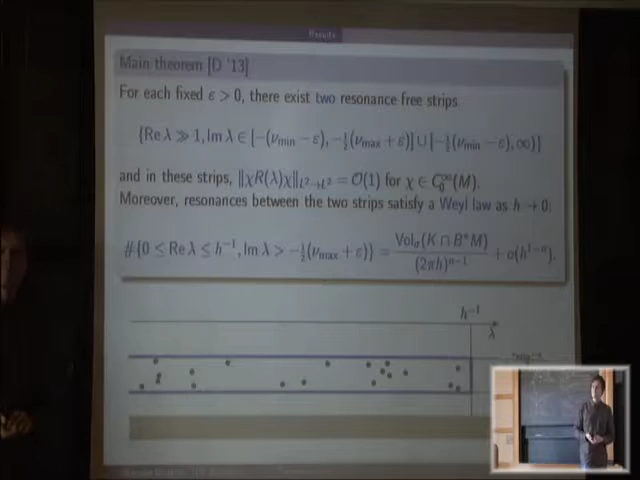 Results
Main theorem [D '13]
For each fixed ε > 0, there exist two resonance free strips
{Re λ ≫ 1, Im λ ∈ [−(ν_min − ε), −½(ν_max + ε)] ∪ [−½(ν_min − ε), ∞)}
and in these strips, ‖χR(λ)χ‖_{L²→L²} = O(1) for χ ∈ C₀^∞(M).
Moreover, resonances between the two strips satisfy a Weyl law as h → 0:
#{0 ≤ Re λ ≤ h⁻¹, Im λ > −½(ν_max + ε)} = Vol_σ(K ∩ B*M) / (2πh)^{n−1} + o(h^{1−n}).
h⁻¹
λ